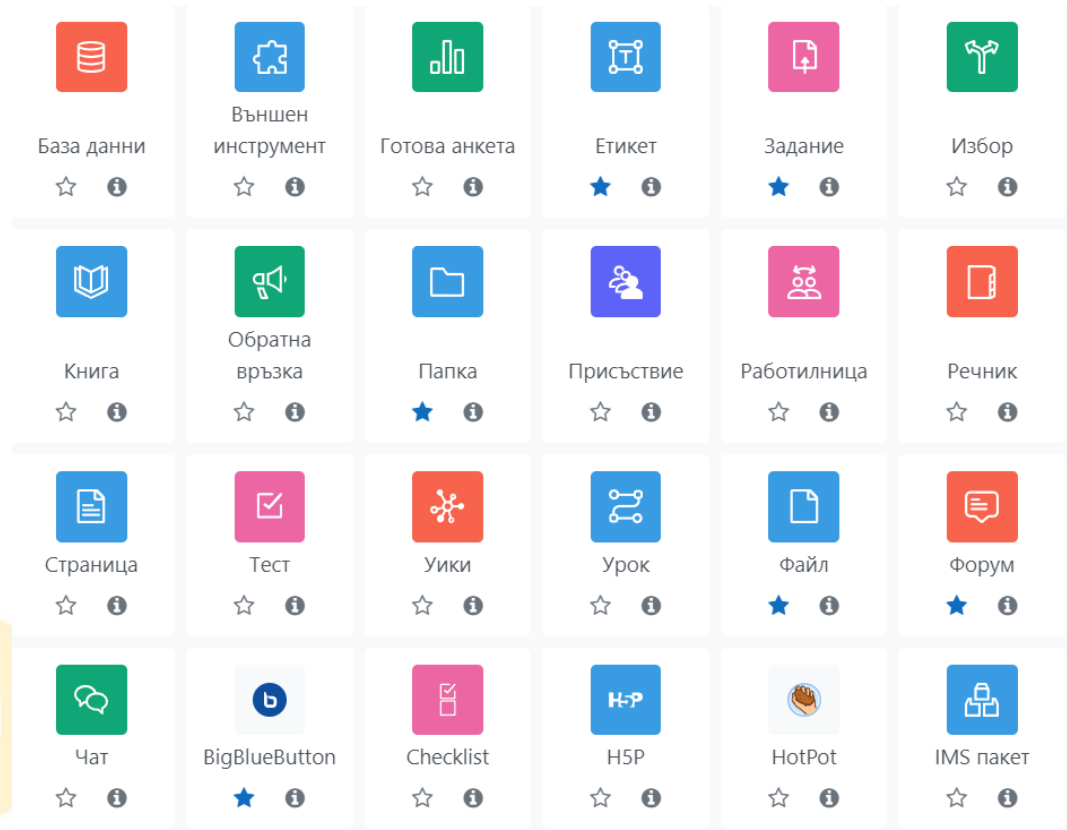 База данни
Външен
инструмент
Готова анкета
Етикет
Задание
Избор
Книга
Обратна
връзка
Папка
Присъствие
Работилница
Речник
Страница
Тест
Уики
Урок
Файл
Форум
Чат
BigBlueButton
Checklist
H5P
H5P
HotPot
IMS пакет